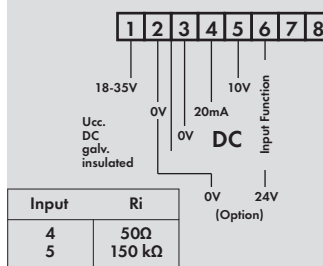 1 2 3 4 5 6 7 8
18-35V
10V
0V
20mA
Ucc.
DC
galv.
insulated
0V
DC
Input Function
0V
24V
(Option)
Input Ri
4 50Ω
5 150 kΩ